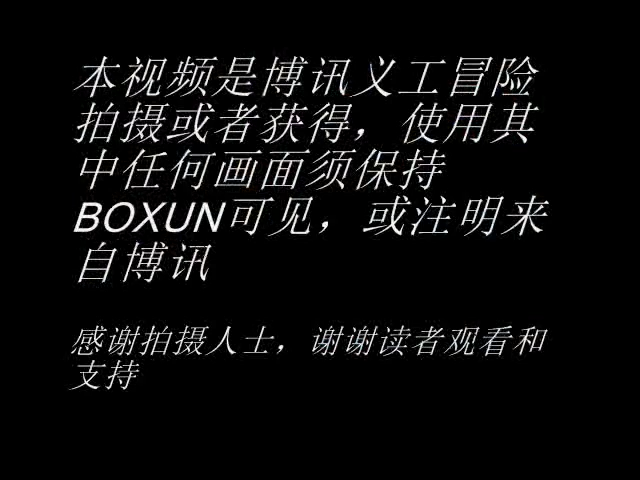 本视频是博讯义工冒险
拍摄或者获得，使用其
中任何画面须保持
BOXUN可见，或注明来
自博讯
感谢拍摄人士，谢谢读者观看和
支持